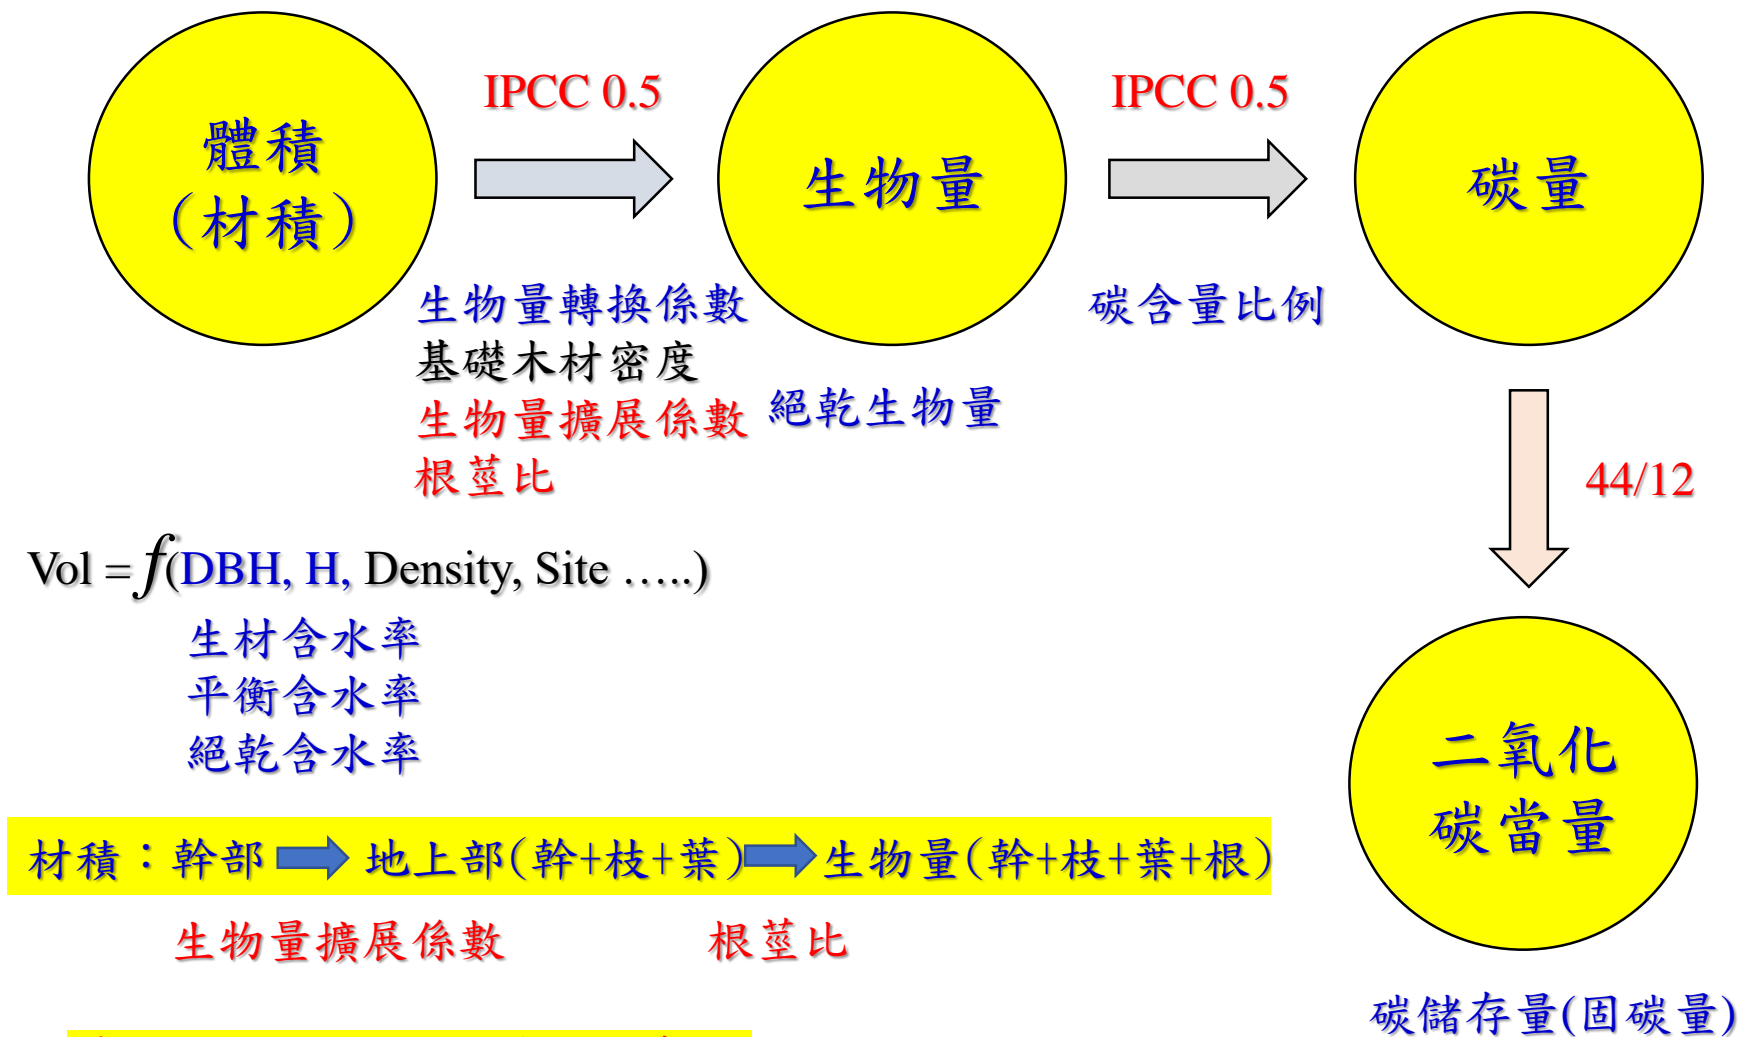 體積
（材積）
IPCC 0.5
生物量
IPCC 0.5
碳量
生物量轉換係數
基礎木材密度
生物量擴展係數
根莖比
絕乾生物量
碳含量比例
44/12
Vol = f(DBH, H, Density, Site …..)
生材含水率
平衡含水率
絕乾含水率
二氧化
碳當量
材積：幹部 地上部(幹+枝+葉) 生物量(幹+枝+葉+根)
生物量擴展係數
根莖比
碳儲存量(固碳量)